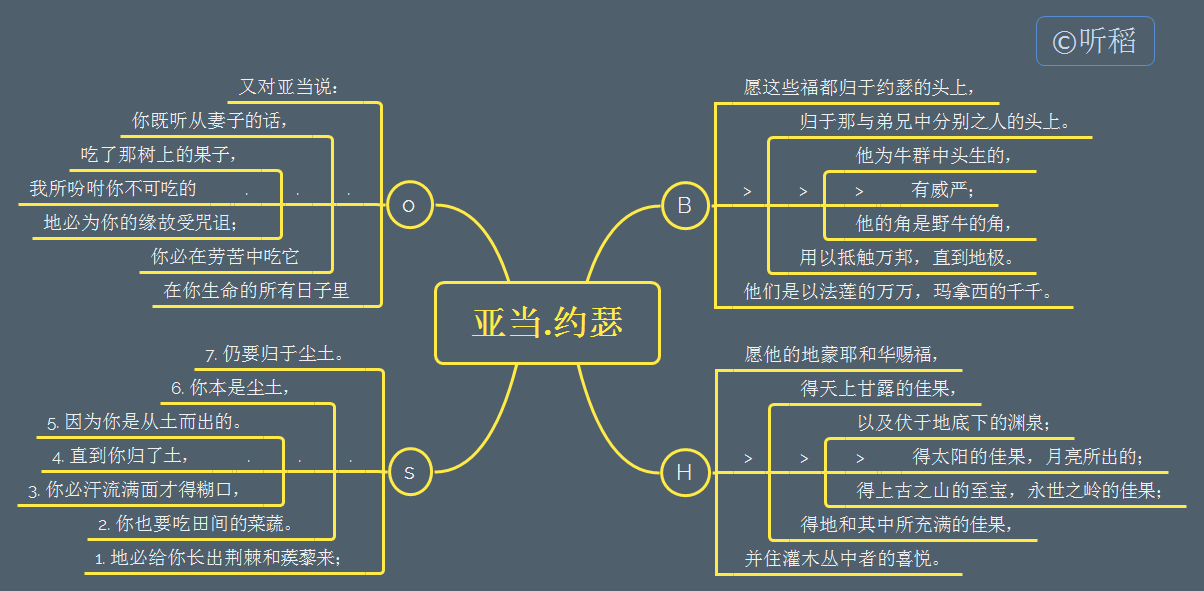 ©听稻
又对亚当说：
你既听从妻子的话，
吃了那树上的果子，
我所吩咐你不可吃的 . . .
地必为你的缘故受咒诅；
你必在劳苦中吃它
在你生命的所有日子里
o
B
愿这些福都归于约瑟的头上，
归于那与弟兄中分别之人的头上。
他为牛群中头生的，
> > > 有威严；
他的角是野牛的角，
用以抵触万邦，直到地极。
他们是以法莲的万万，玛拿西的千千。
亚当.约瑟
7. 仍要归于尘土。
6. 你本是尘土，
5. 因为你是从土而出的。
4. 直到你归了土， . . .
3. 你必汗流满面才得糊口，
2. 你也要吃田间的菜蔬。
1. 地必给你长出荆棘和蒺藜来；
s
H
愿他的地蒙耶和华赐福，
得天上甘露的佳果，
以及伏于地底下的渊泉；
> > > 得太阳的佳果，月亮所出的；
得上古之山的至宝，永世之岭的佳果；
得地和其中所充满的佳果，
并住灌木丛中者的喜悦。